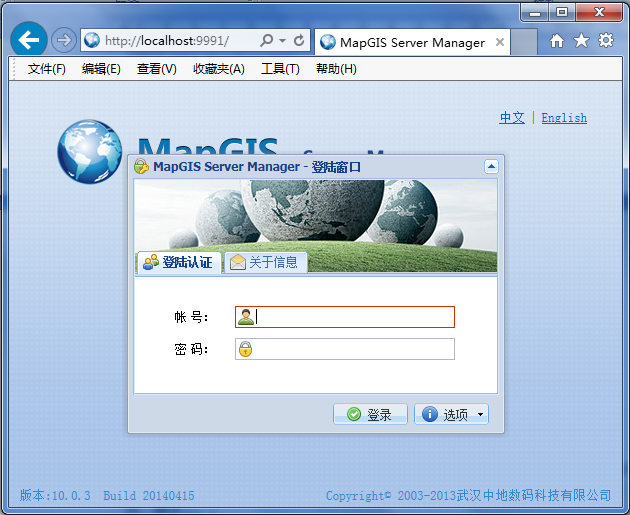 http://localhost:9991/
MapGIS Server Manager
文件(F) 编辑(E) 查看(V) 收藏夹(A) 工具(T) 帮助(H)
中文 | English
MapGIS Server M
MapGIS Server Manager - 登陆窗口
登陆认证 关于信息
帐 号:
密 码:
登录 选项
版本:10.0.3 Build 20140415 Copyright© 2003-2013武汉中地数码科技有限公司